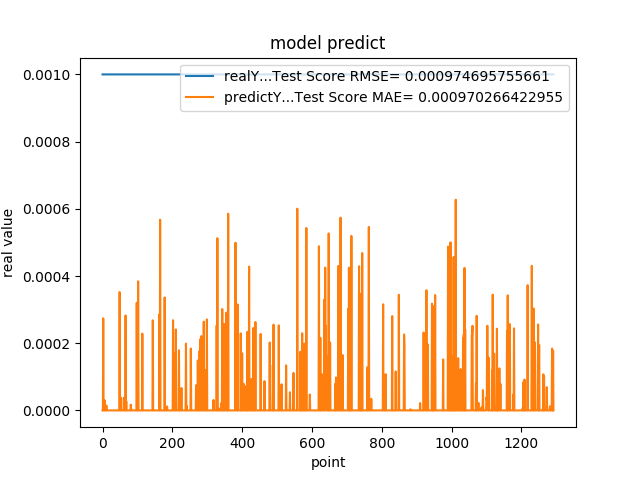 model predict
realY...Test Score RMSE= 0.000974695755661
predictY...Test Score MAE= 0.000970266422955
real value
0.0010
0.0008
0.0006
0.0004
0.0002
0.0000
0 200 400 600 800 1000 1200
point